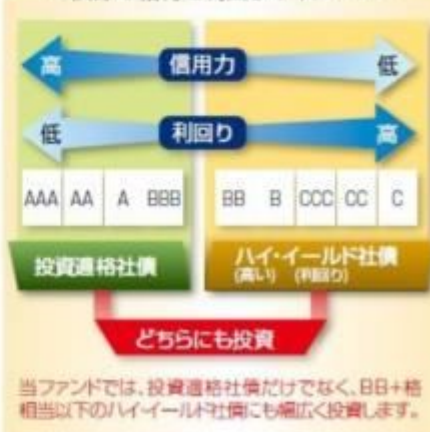 高 信用力 低
低 利回り 高
AAA AA A BBB BB B CCC CC C
投資適格社債
ハイ・イールド社債
(高い) (利回り)
どちらにも投資
当ファンドでは、投資適格社債だけでなく、BB+格
相当以下のハイ・イールド社債にも幅広く投資します。